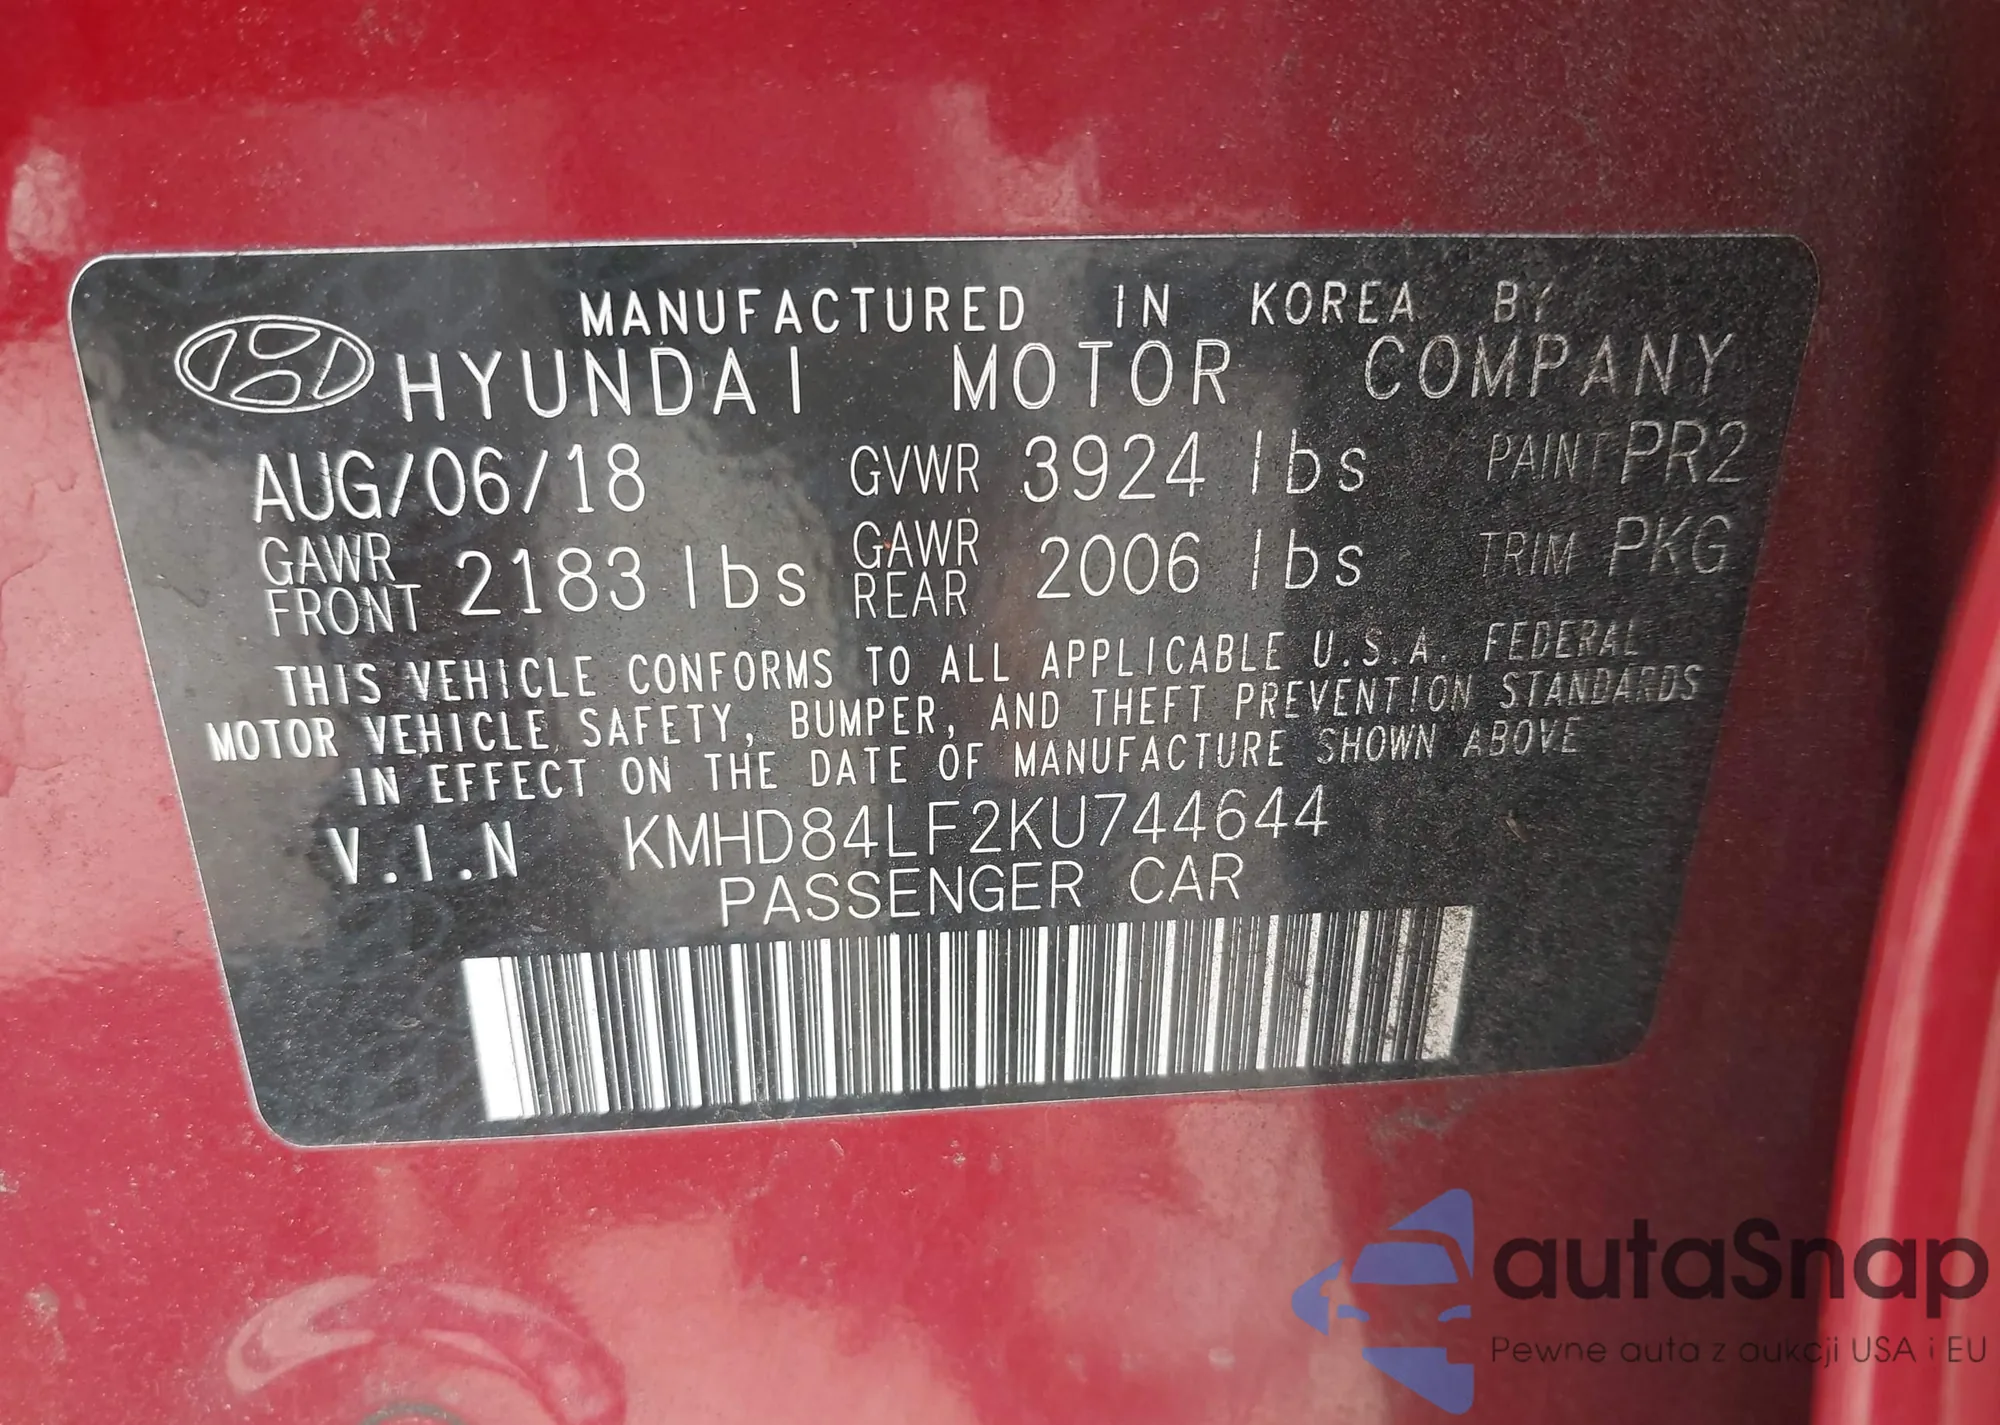 MANUFACTURED IN KOREA BY
HYUNDAI MOTOR COMPANY
AUG/06/18 GVWR 3924 lbs PAINT PR2
GAWR FRONT 2183 lbs GAWR REAR 2006 lbs TRIM PKG
THIS VEHICLE CONFORMS TO ALL APPLICABLE U.S.A. FEDERAL
MOTOR VEHICLE SAFETY, BUMPER, AND THEFT PREVENTION STANDARDS
IN EFFECT ON THE DATE OF MANUFACTURE SHOWN ABOVE
V.I.N KMHD84LF2KU744644
PASSENGER CAR
autaSnap
Pewne auta z aukcji USA i EU